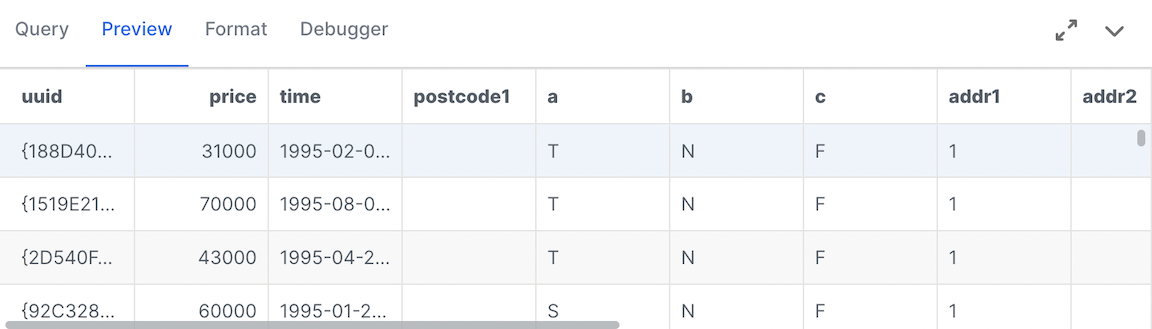 Query Preview Format Debugger
uuid price time postcode1 a b c addr1 addr2
{188D40... 31000 1995-02-0... T N F 1
{1519E21... 70000 1995-08-0... T N F 1
{2D540F... 43000 1995-04-2... T N F 1
{92C328... 60000 1995-01-2... S N F 1